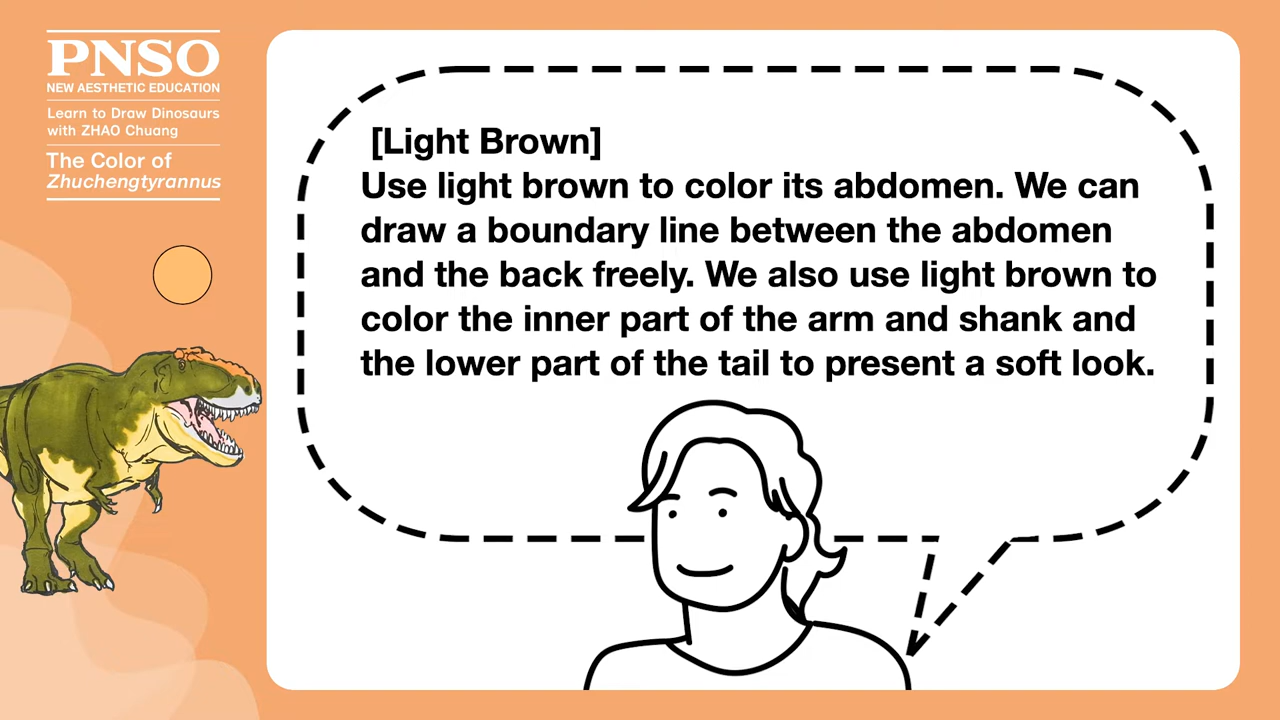 PNSO
NEW AESTHETIC EDUCATION
Learn to Draw Dinosaurs
with ZHAO Chuang
The Color of
Zhuchengtyrannus
[Light Brown]
Use light brown to color its abdomen. We can
draw a boundary line between the abdomen
and the back freely. We also use light brown to
color the inner part of the arm and shank and
the lower part of the tail to present a soft look.